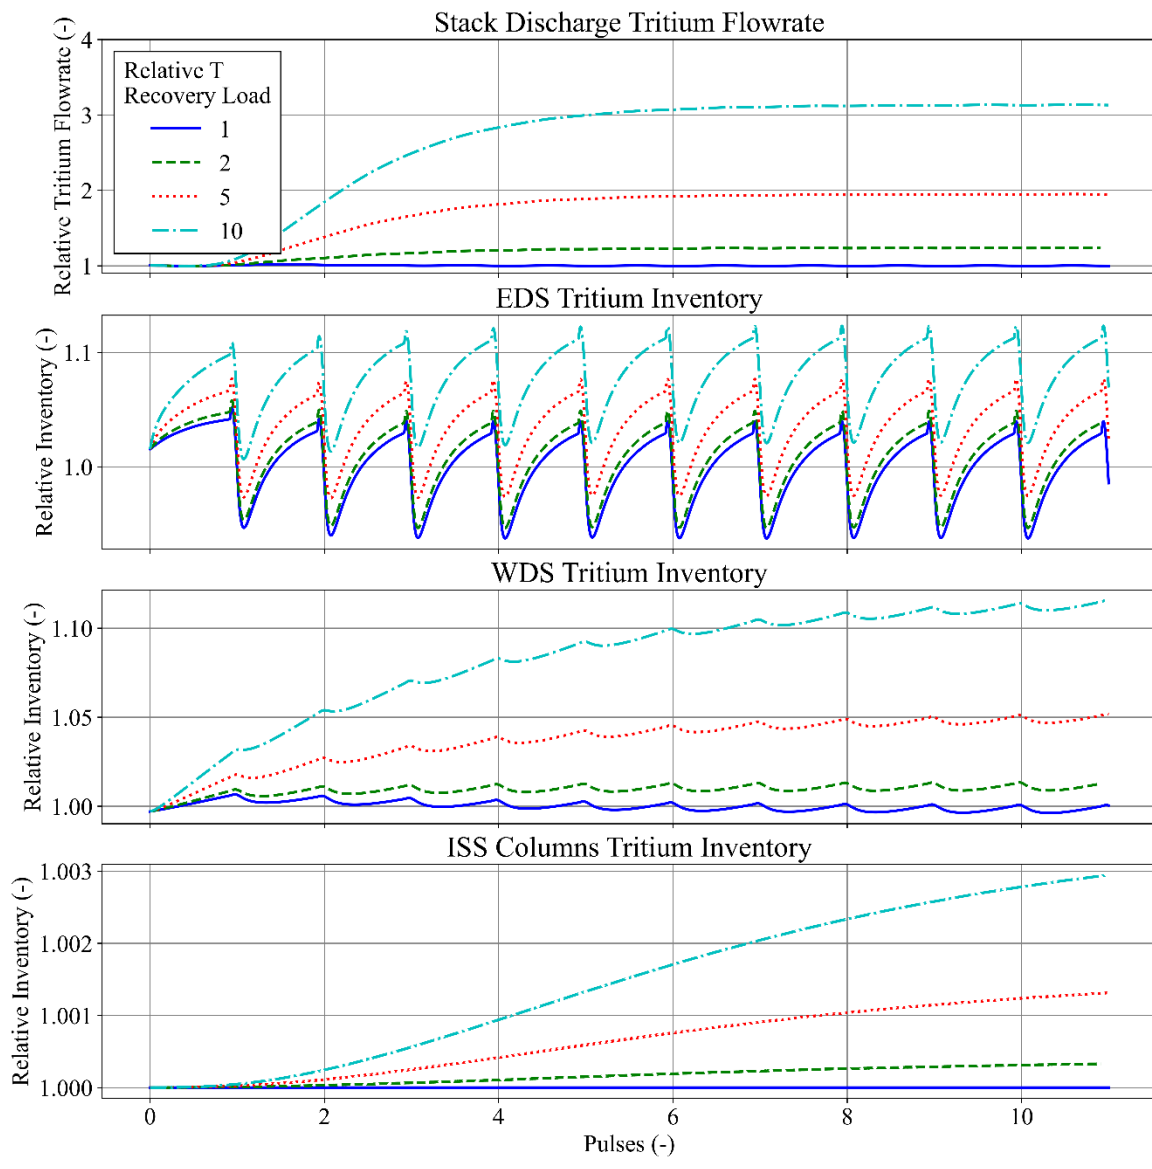 Stack Discharge Tritium Flowrate
Relative Tritium Flowrate (-)
4
3
2
1
Relative T
Recovery Load
1
2
5
10
EDS Tritium Inventory
Relative Inventory (-)
1.1
1.0
WDS Tritium Inventory
Relative Inventory (-)
1.10
1.05
1.00
ISS Columns Tritium Inventory
Relative Inventory (-)
1.003
1.002
1.001
1.000
0
2
4
6
8
10
Pulses (-)